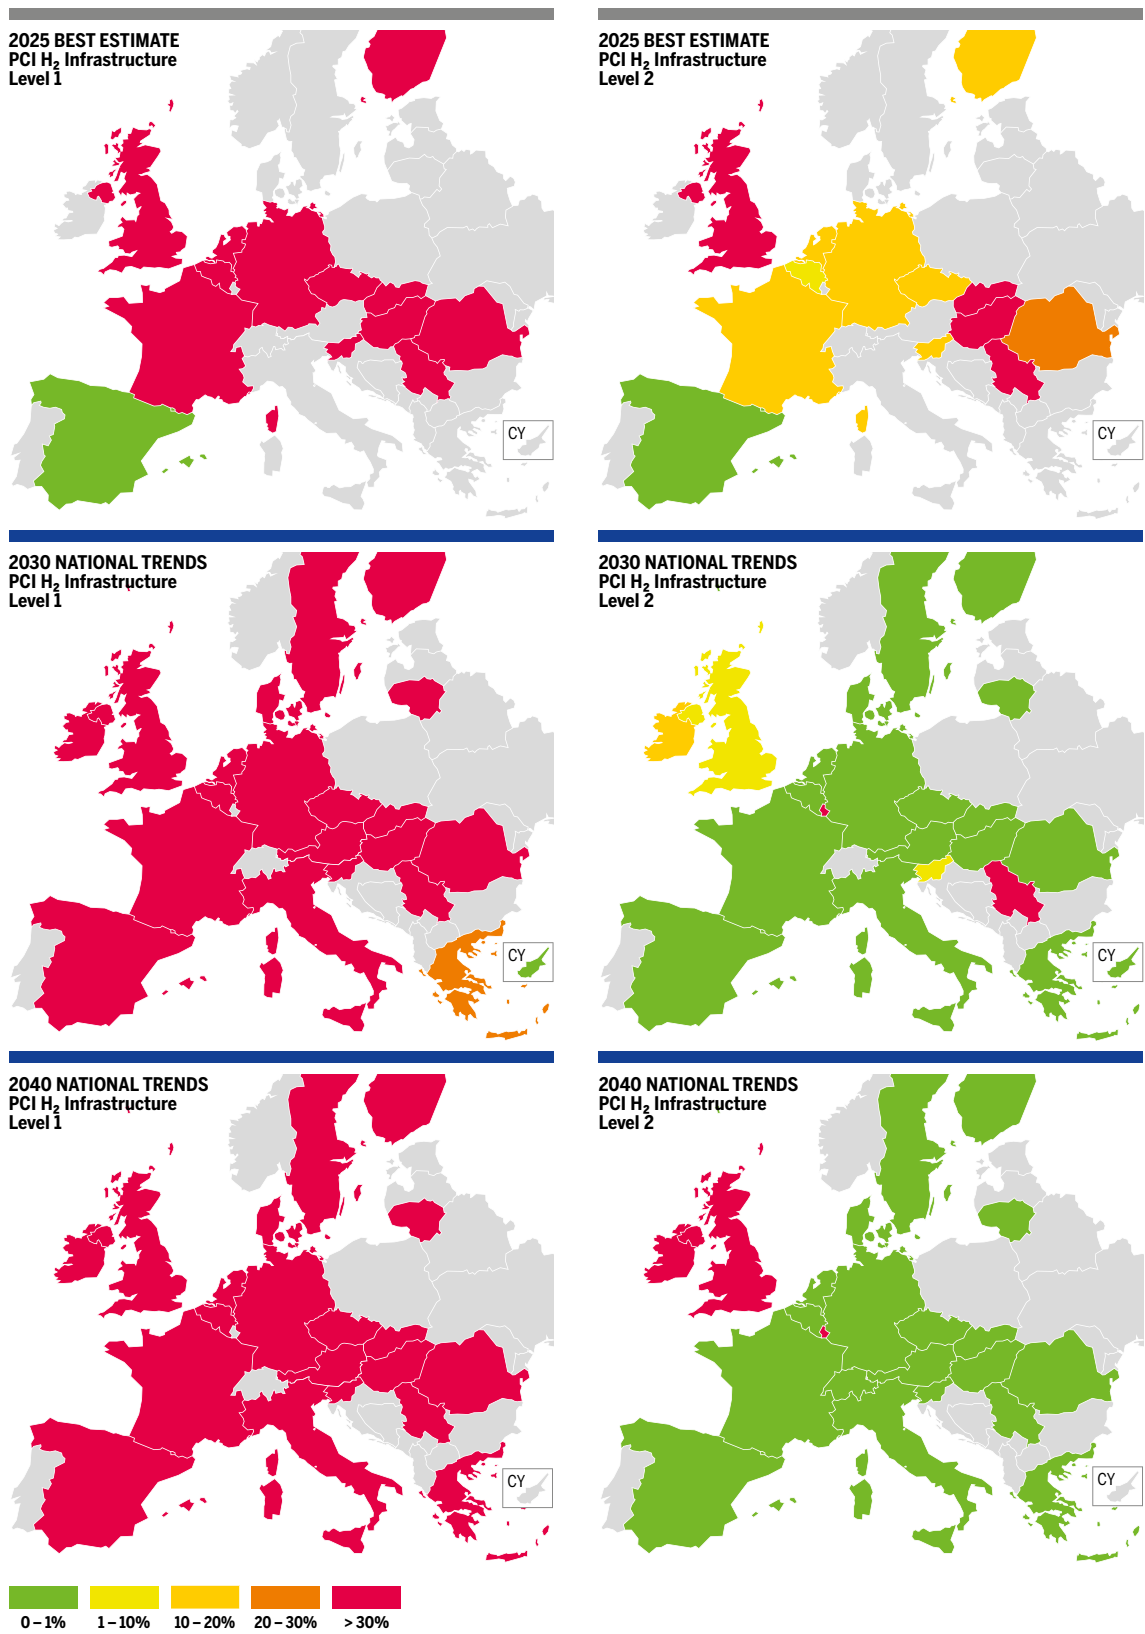 2025 BEST ESTIMATE
PCI H₂ Infrastructure
Level 1
CY
2025 BEST ESTIMATE
PCI H₂ Infrastructure
Level 2
CY
2030 NATIONAL TRENDS
PCI H₂ Infrastructure
Level 1
CY
2030 NATIONAL TRENDS
PCI H₂ Infrastructure
Level 2
CY
2040 NATIONAL TRENDS
PCI H₂ Infrastructure
Level 1
CY
2040 NATIONAL TRENDS
PCI H₂ Infrastructure
Level 2
CY
0 – 1% 1 – 10% 10 – 20% 20 – 30% > 30%